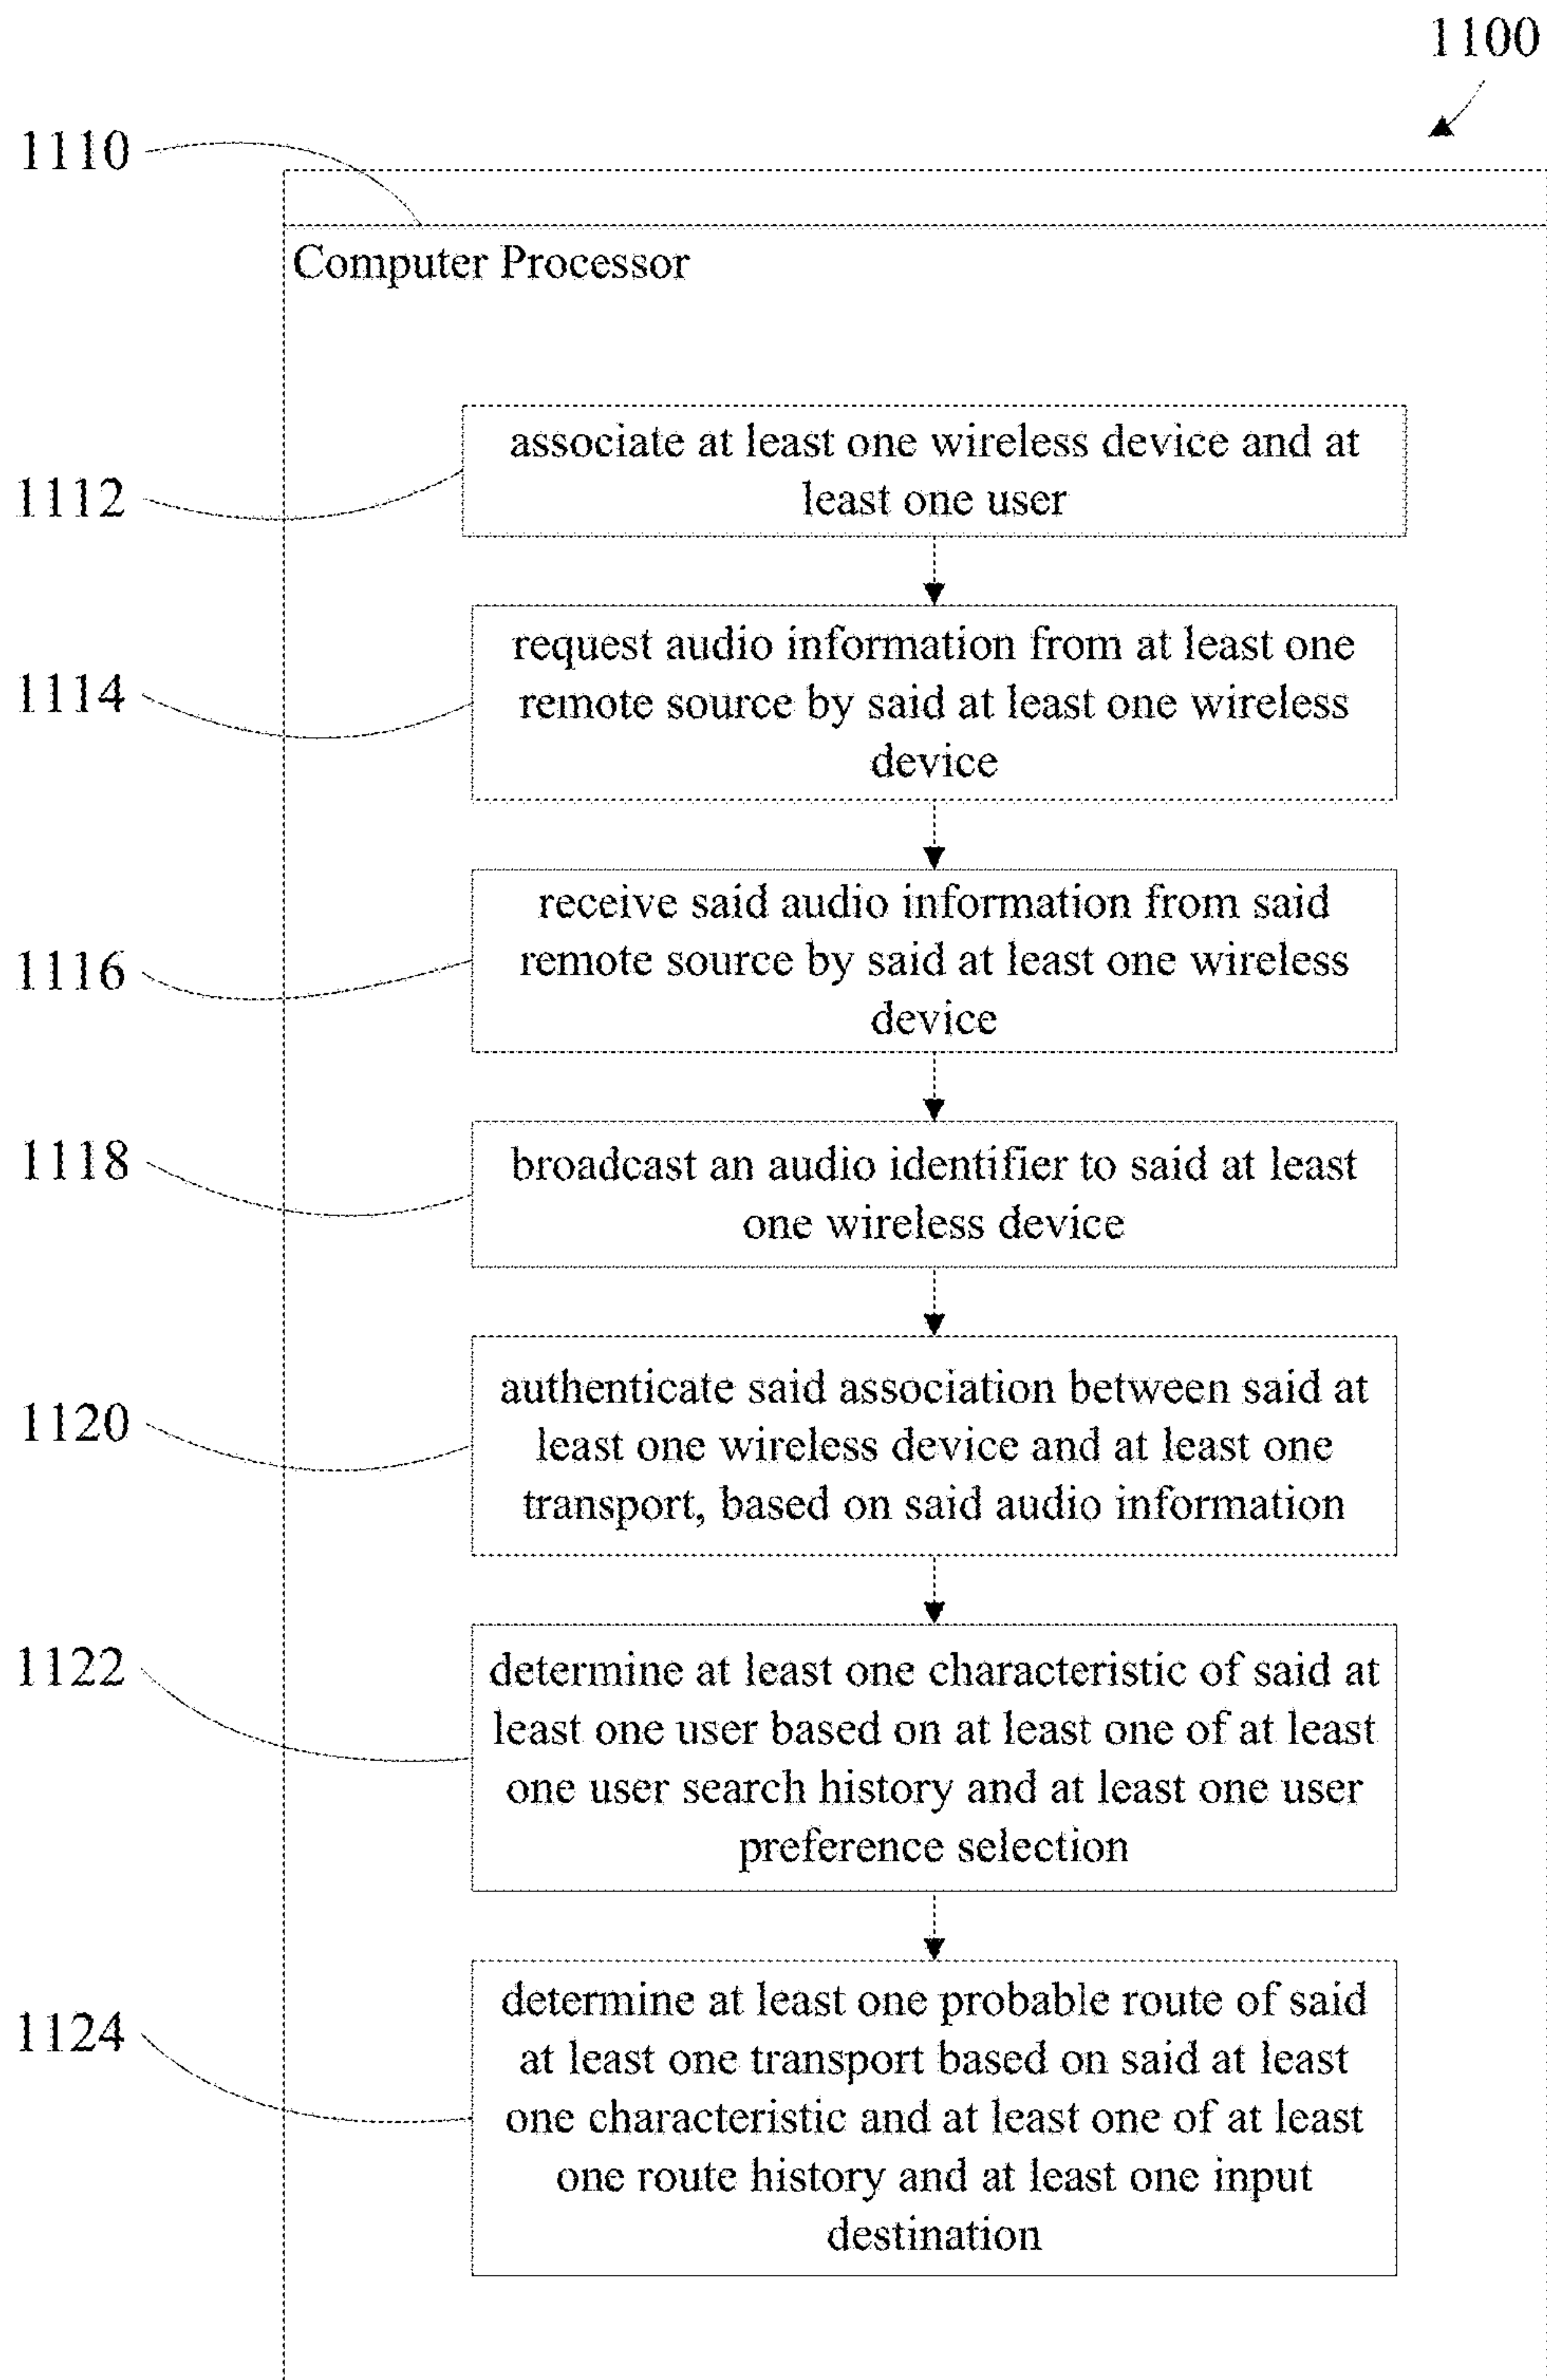 1100
1110
Computer Processor
associate at least one wireless device and at
least one user
1112
request audio information from at least one
remote source by said at least one wireless
device
1114
receive said audio information from said
remote source by said at least one wireless
device
1116
broadcast an audio identifier to said at least
one wireless device
1118
authenticate said association between said at
least one wireless device and at least one
transport, based on said audio information
1120
determine at least one characteristic of said at
least one user based on at least one of at least
one user search history and at least one user
preference selection
1122
determine at least one probable route of said
at least one transport based on said at least
one characteristic and at least one of at least
one route history and at least one input
destination
1124